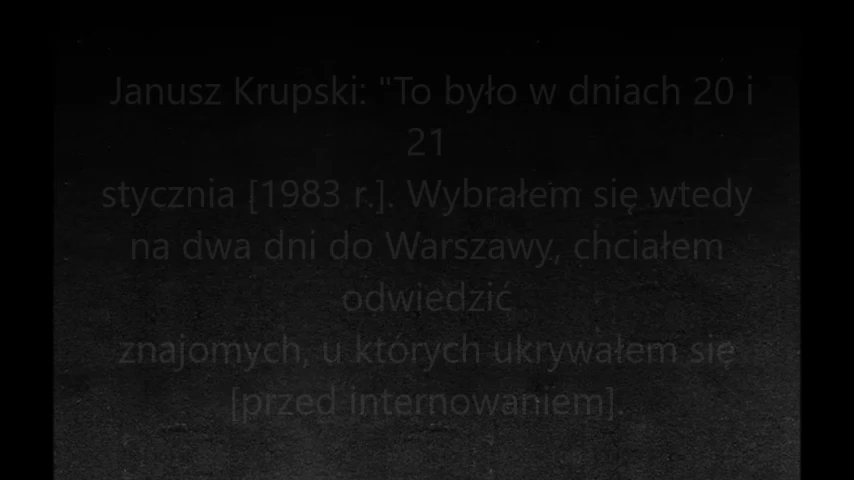 Janusz Krupski: "To było w dniach 20 i
21
stycznia [1983 r.]. Wybrałem się wtedy
na dwa dni do Warszawy, chciałem
odwiedzić
znajomych, u których ukrywałem się
[przed internowaniem].